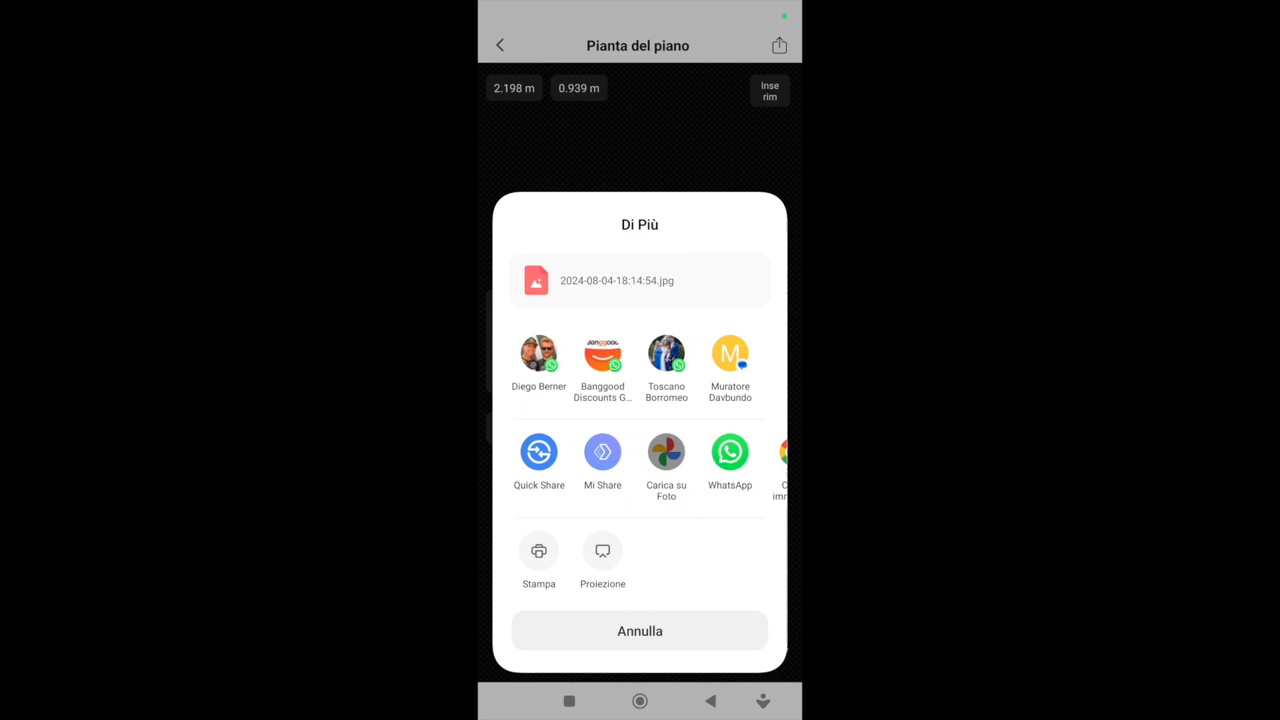 Pianta del piano
2.198 m
0.939 m
Inse
rim
Di Più
2024-08-04-18:14:54.jpg
Banggood
M
Diego Berner
Banggood
Discounts G...
Toscano
Borromeo
Muratore
Davbundo
Quick Share
Mi Share
Carica su
Foto
WhatsApp
Stampa
Proiezione
Annulla